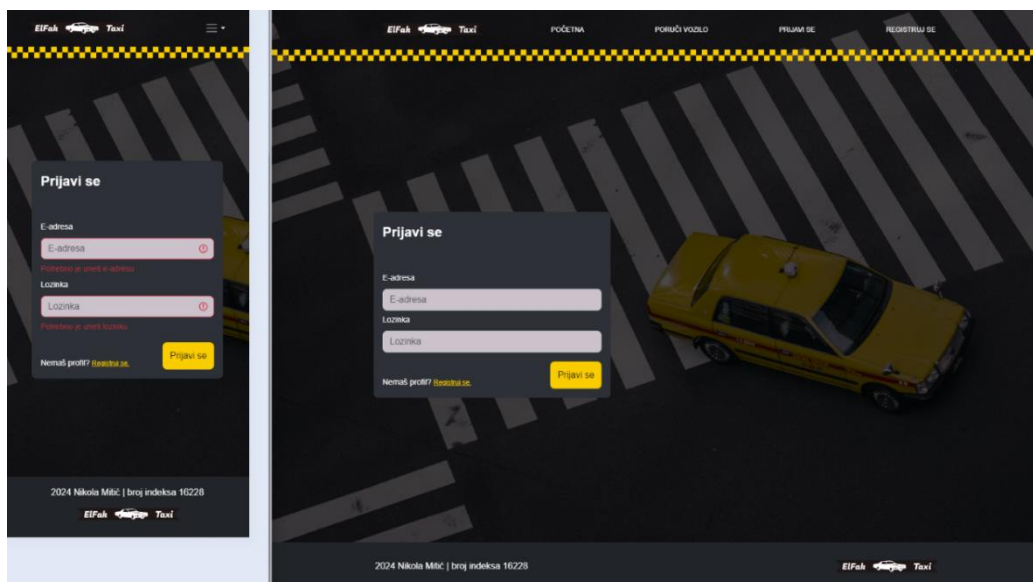 ElFak Taxi
Prijavi se
E-adresa
E-adresa
Potrebno je uneti e-adresu
Lozinka
Lozinka
Potrebno je uneti lozinku
Nemaš profil? Registruj se.
Prijavi se
2024 Nikola Mitić | broj indeksa 16228
ElFak Taxi
ElFak Taxi
POČETNA
PORUČI VOZILO
PRIJAVI SE
REGISTRUJ SE
Prijavi se
E-adresa
E-adresa
Lozinka
Lozinka
Nemaš profil? Registruj se.
Prijavi se
2024 Nikola Mitić | broj indeksa 16228
ElFak Taxi